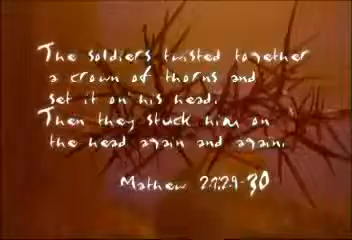 The soldiers twisted together
a crown of thorns and
set it on his head.
Then they stuck him on
the head again and again.
Mathew 27:29-30